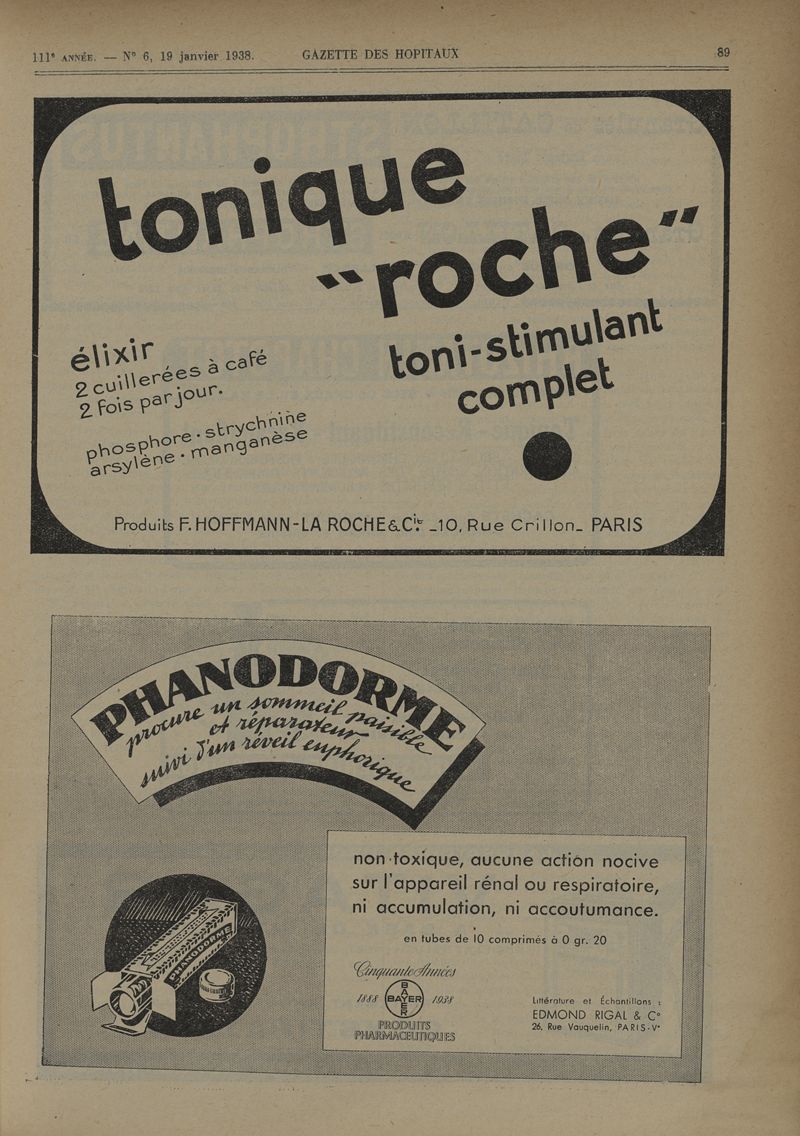 111e ANNÉE. — N° 6, 19 janvier 1938. GAZETTE DES HOPITAUX 89
tonique
"roche"
élixir
2 cuillerées à café
2 fois par jour.
phosphore · strychnine
arsylène · manganèse
toni-stimulant
complet
Produits F. HOFFMANN-LA ROCHE & Cie _10, Rue Crillon_ PARIS
PHANODORME
procure un sommeil paisible
et réparateur
suivi d'un réveil euphorique
PHANODORME
non-toxique, aucune action nocive
sur l'appareil rénal ou respiratoire,
ni accumulation, ni accoutumance.
en tubes de 10 comprimés à 0 gr. 20
Cinquante Années
1888 BAYER 1938
PRODUITS
PHARMACEUTIQUES
Littérature et Échantillons :
EDMOND RIGAL & Co
26, Rue Vauquelin, PARIS-Ve